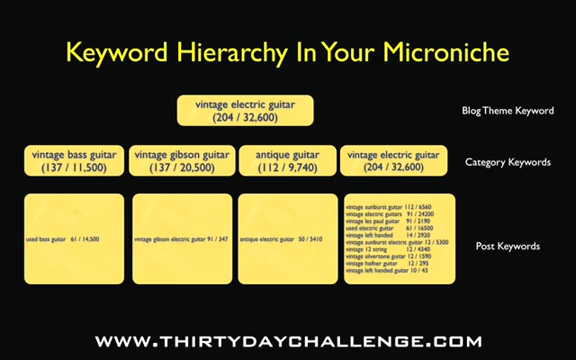 Keyword Hierarchy In Your Microniche
vintage electric guitar
(204 / 32,600)
Blog Theme Keyword
vintage bass guitar
(137 / 11,500)
vintage gibson guitar
(137 / 20,500)
antique guitar
(112 / 9,740)
vintage electric guitar
(204 / 32,600)
Category Keywords
used bass guitar 61 / 14,500
vintage gibson electric guitar 91 / 347
antique electric guitar 50 / 5410
vintage sunburst guitar 112 / 6560
vintage electric guitars 91 / 24200
vintage les paul guitar 91 / 2190
used electric guitar 61 / 16500
vintage left handed 14 / 2920
vintage sunburst electric guitar 12 / 5300
vintage 12 string 12 / 4340
vintage silvertone guitar 12 / 1590
vintage hofner guitar 12 / 295
vintage left handed guitar 10 / 43
Post Keywords
WWW.THIRTYDAYCHALLENGE.COM